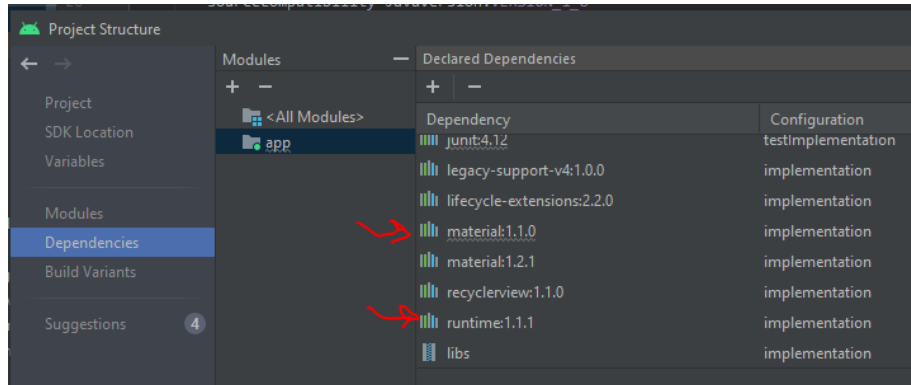 Project Structure
Modules
Declared Dependencies
Project
SDK Location
Variables
Modules
Dependencies
Build Variants
Suggestions 4
<All Modules>
app
Dependency Configuration
junit:4.12 testImplementation
legacy-support-v4:1.0.0 implementation
lifecycle-extensions:2.2.0 implementation
material:1.1.0 implementation
material:1.2.1 implementation
recyclerview:1.1.0 implementation
runtime:1.1.1 implementation
libs implementation